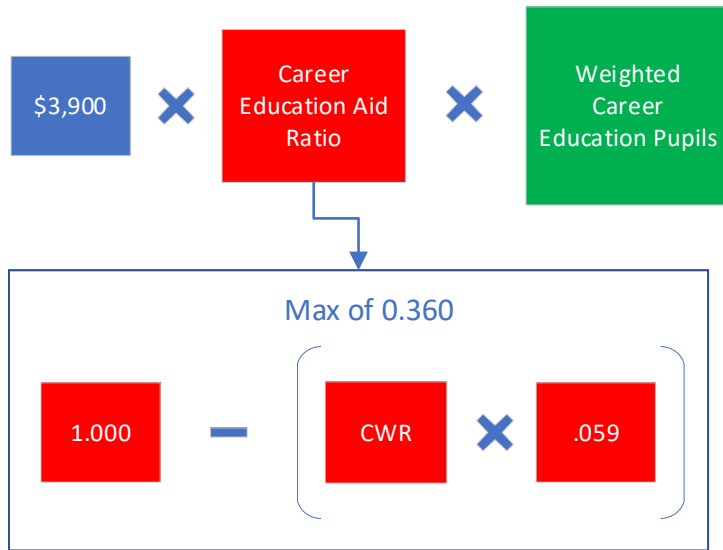 $3,900
Career
Education Aid
Ratio
Weighted
Career
Education Pupils
Max of 0.360
1.000
CWR
.059